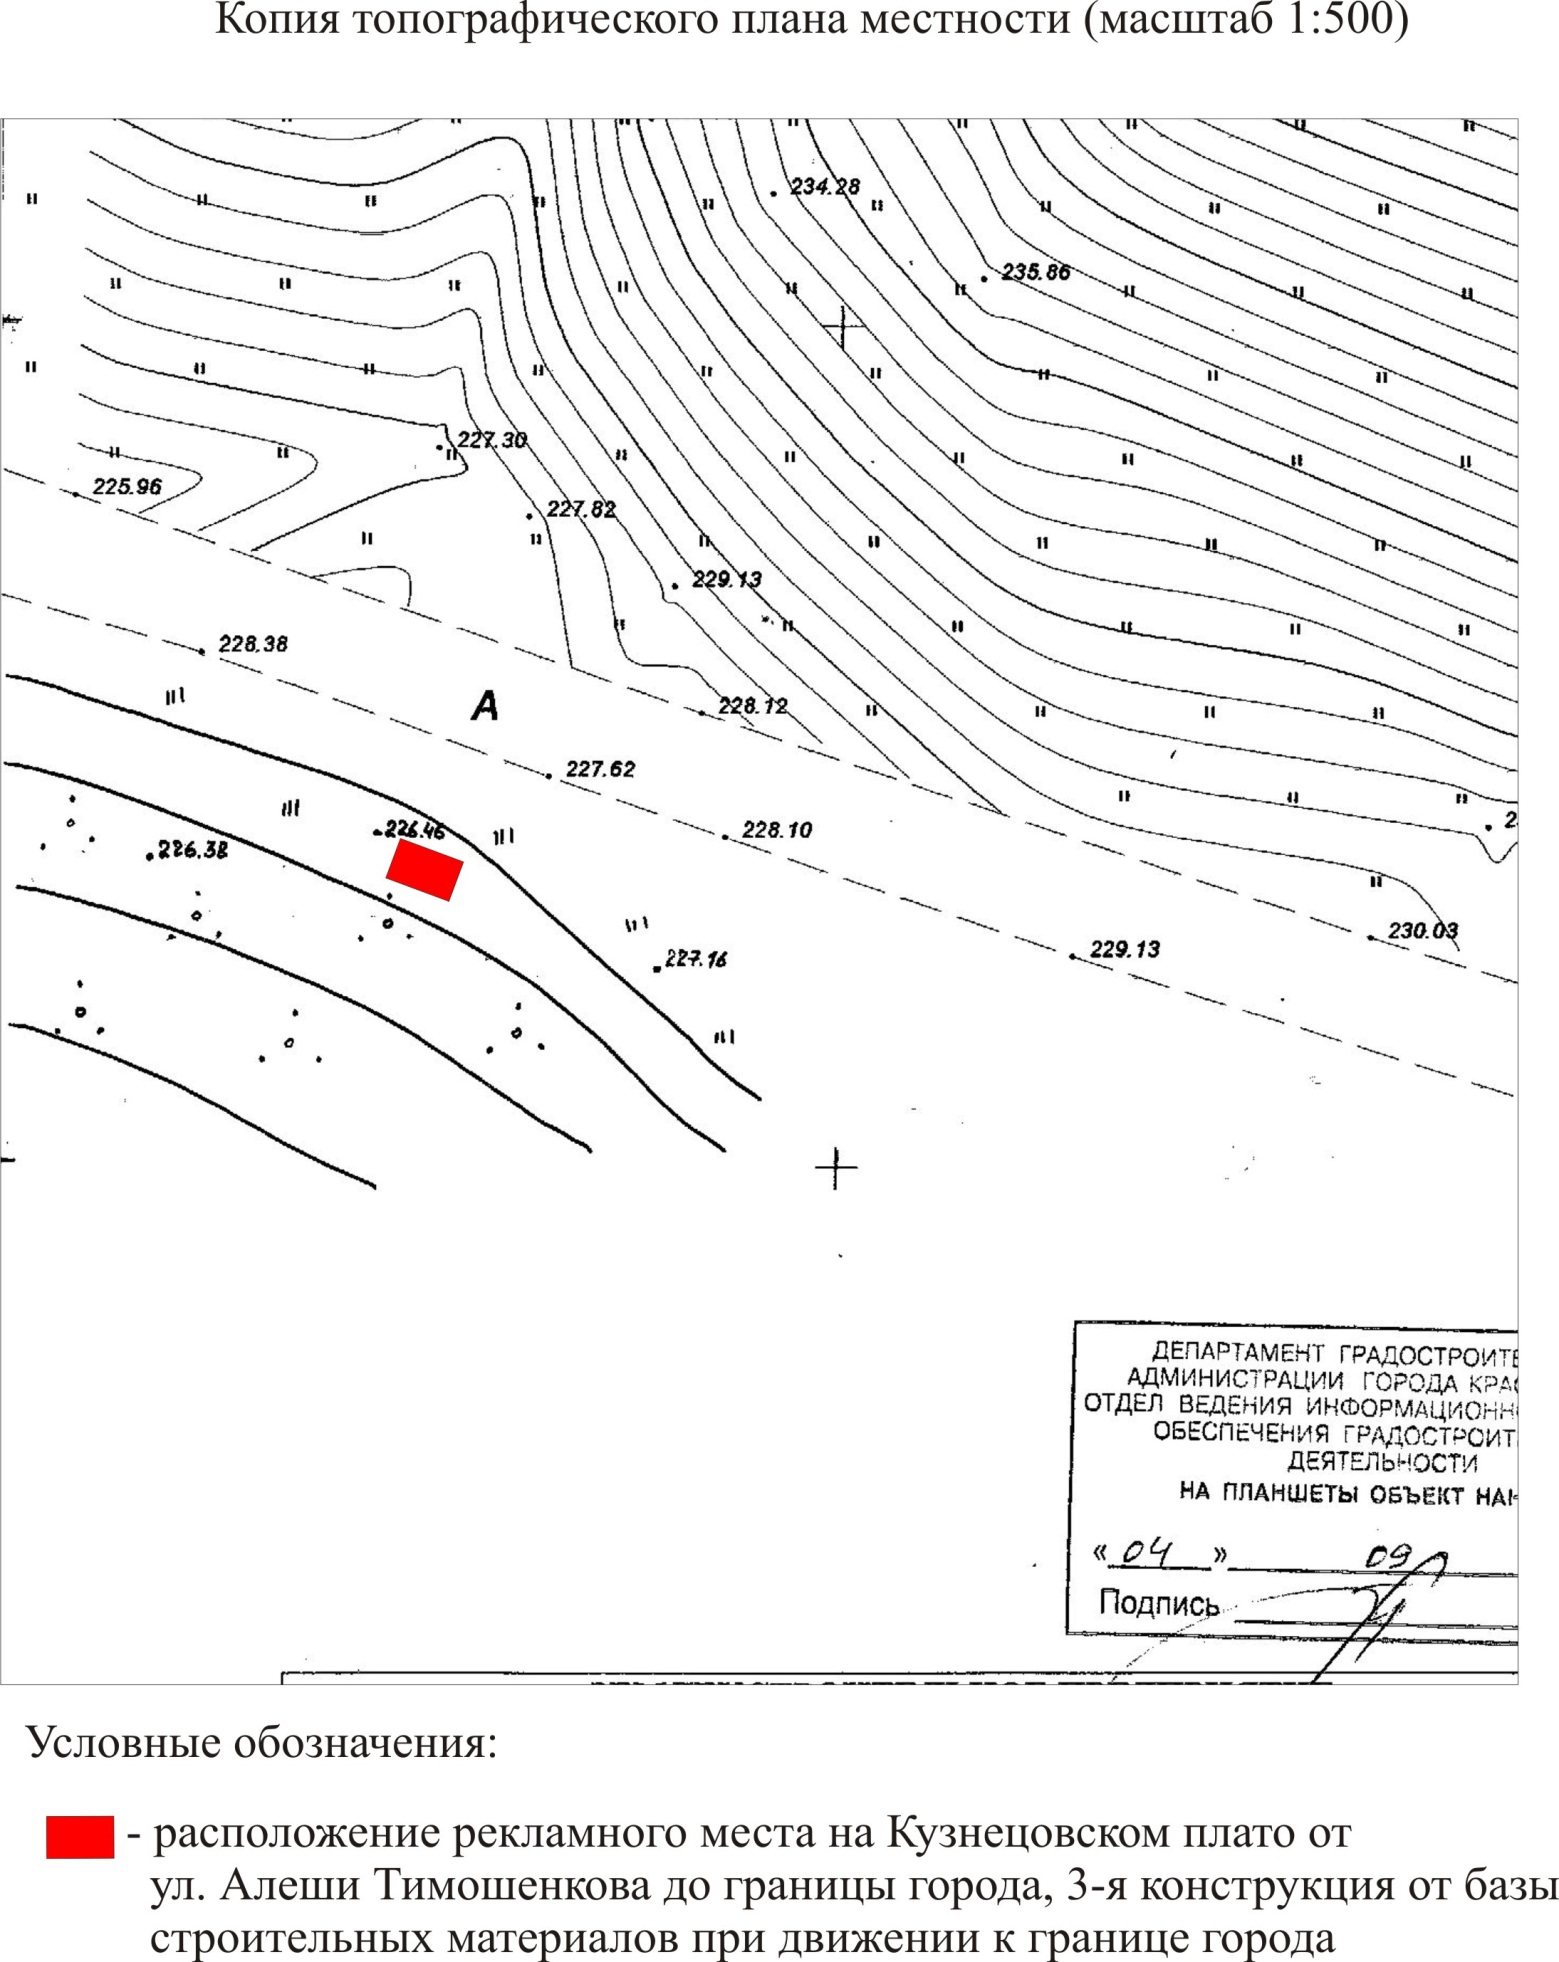 Копия топографического плана местности (масштаб 1:500)
234.28
235.86
227.30
225.96
227.82
229.13
228.38
А
228.12
227.62
226.46
228.10
226.38
230.03
229.13
227.16
ДЕПАРТАМЕНТ ГРАДОСТРОИТЕ
АДМИНИСТРАЦИИ ГОРОДА КРАС
ОТДЕЛ ВЕДЕНИЯ ИНФОРМАЦИОНН
ОБЕСПЕЧЕНИЯ ГРАДОСТРОИТ
ДЕЯТЕЛЬНОСТИ
НА ПЛАНШЕТЫ ОБЪЕКТ НАН
« 04 » 09
Подпись
Условные обозначения:
- расположение рекламного места на Кузнецовском плато от
ул. Алеши Тимошенкова до границы города, 3-я конструкция от базы
строительных материалов при движении к границе города